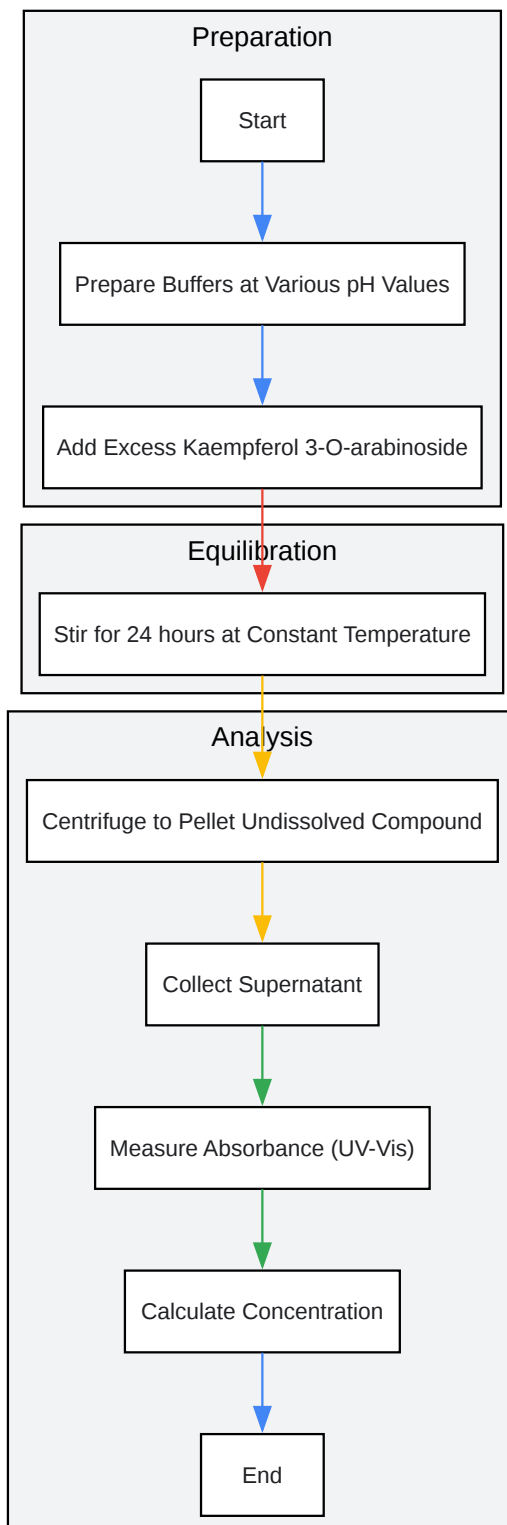 Preparation
Start
Prepare Buffers at Various pH Values
Add Excess Kaempferol 3-O-arabinoside
Equilibration
Stir for 24 hours at Constant Temperature
Analysis
Centrifuge to Pellet Undissolved Compound
Collect Supernatant
Measure Absorbance (UV-Vis)
Calculate Concentration
End